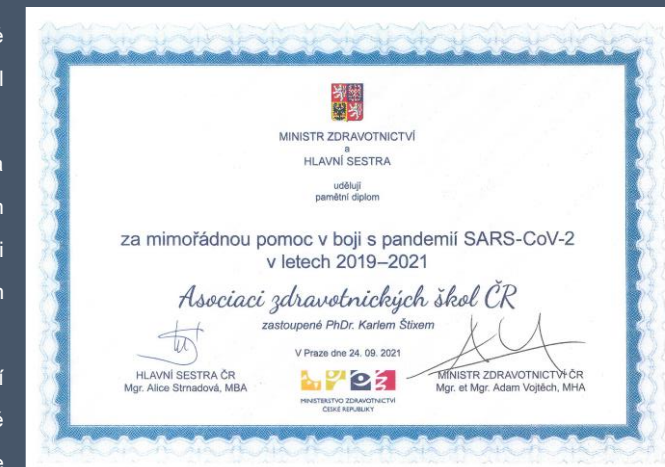 MINISTR ZDRAVOTNICTVÍ
a
HLAVNÍ SESTRA
udělují
pamětní diplom
za mimořádnou pomoc v boji s pandemií SARS-CoV-2
v letech 2019–2021
Asociaci zdravotnických škol ČR
zastoupené PhDr. Karlem Štixem
V Praze dne 24. 09. 2021
HLAVNÍ SESTRA ČR
Mgr. Alice Strnadová, MBA
MINISTERSTVO ZDRAVOTNICTVÍ
ČESKÉ REPUBLIKY
MINISTR ZDRAVOTNICTVÍ ČR
Mgr. et Mgr. Adam Vojtěch, MHA